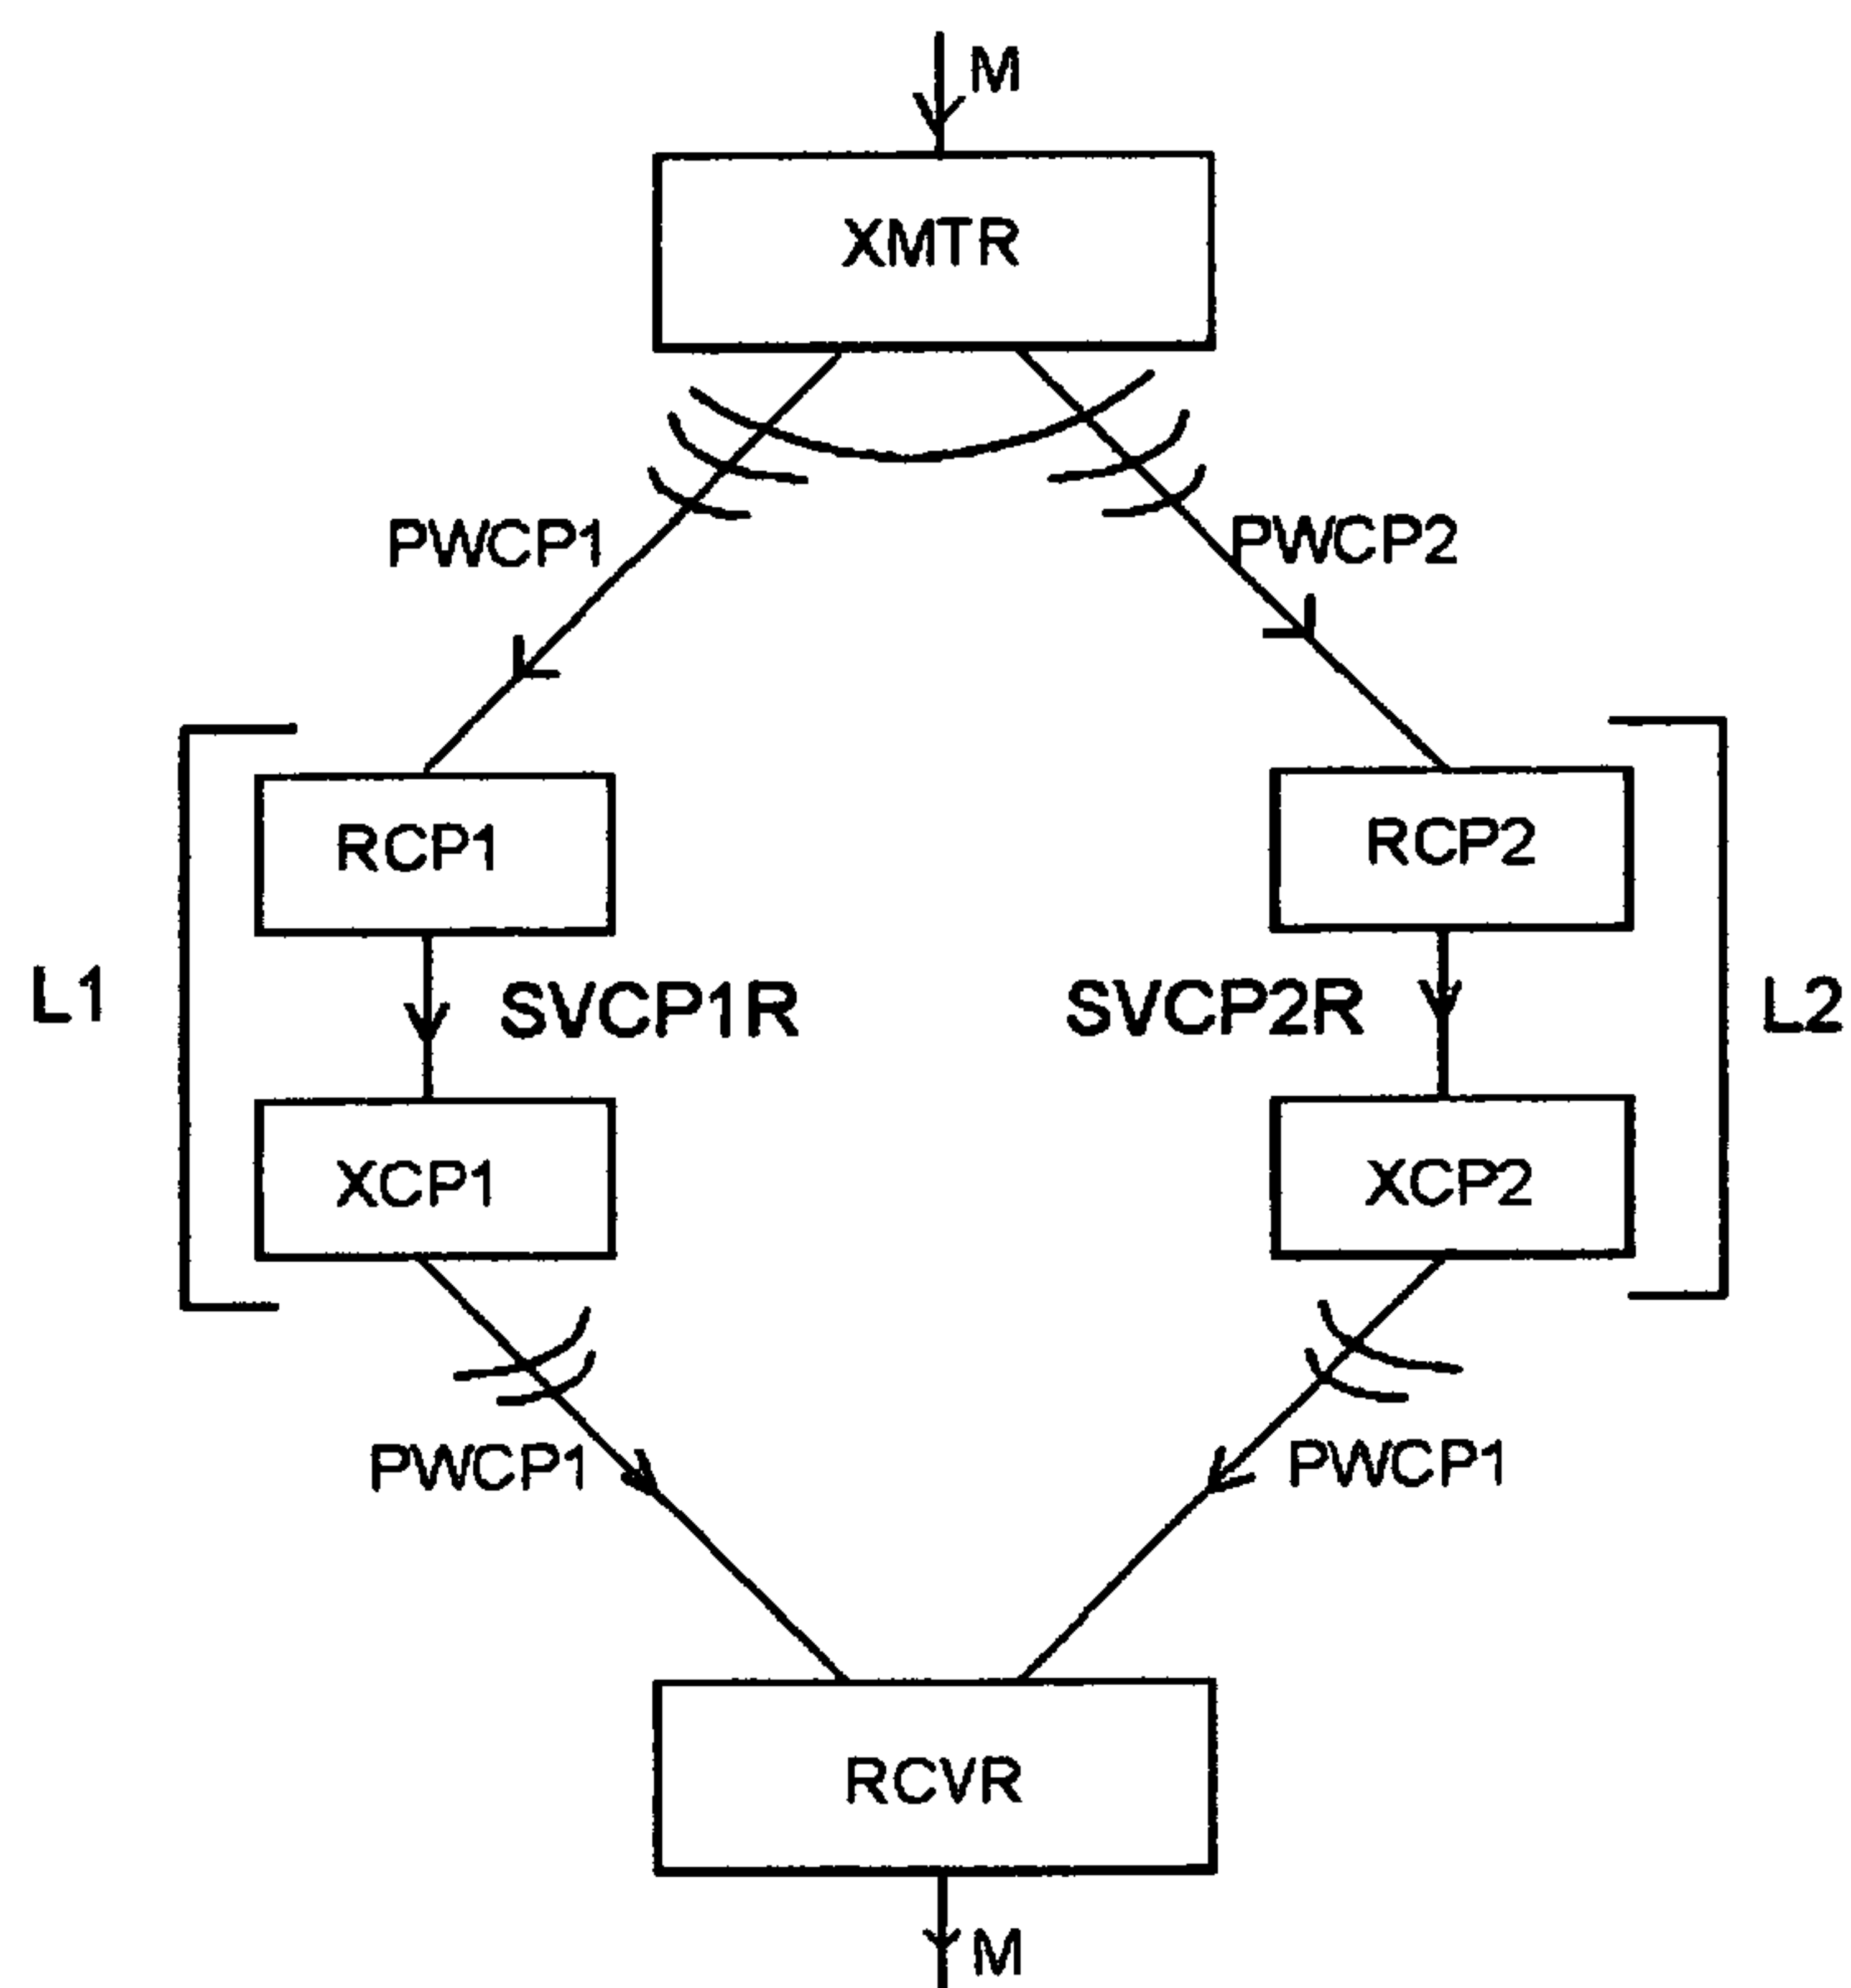 M
XMTR
PWCP1
PWCP2
RCP1
RCP2
L1
SVCP1R
SVCP2R
L2
XCP1
XCP2
PWCP1
PWCP1
RCVR
M